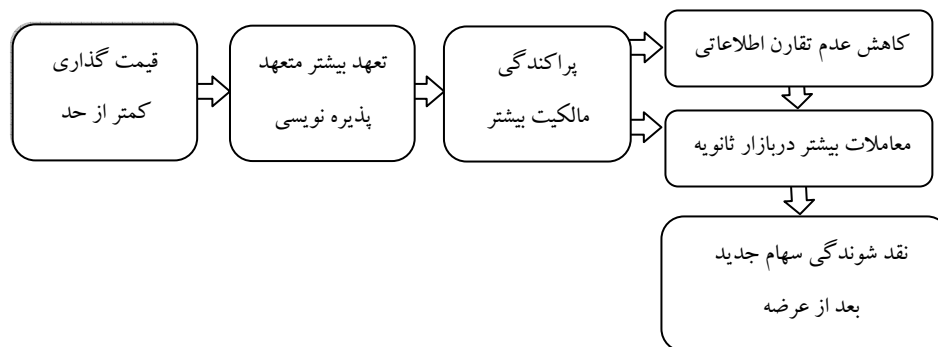 قیمت گذاری
کمتر از حد
تعهد بیشتر متعهد
پذیره نویسی
پراکندگی
مالکیت بیشتر
کاهش عدم تقارن اطلاعاتی
معاملات بیشتر دربازار ثانویه
نقد شوندگی سهام جدید
بعد از عرضه